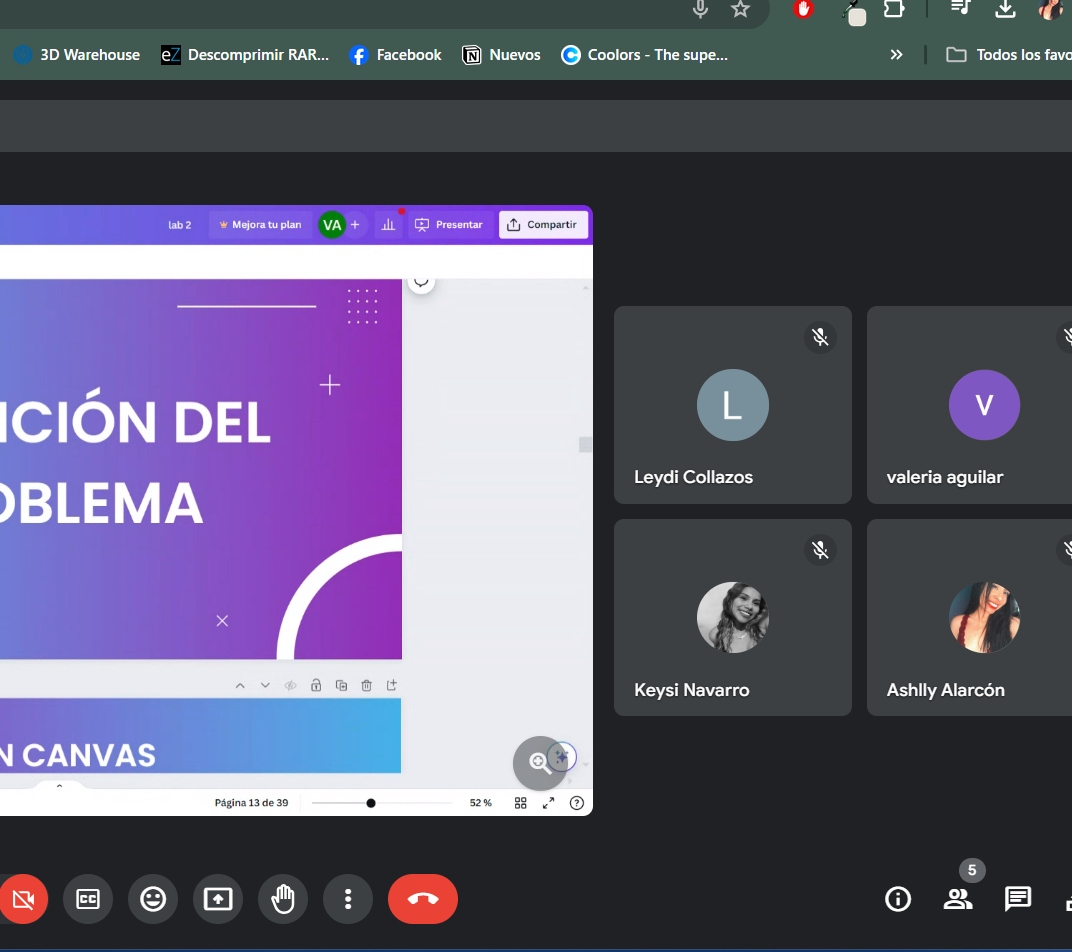 3D Warehouse
eZ Descomprimir RAR...
Facebook
Nuevos
Coolors - The supe...
»
Todos los favo
lab 2
Mejora tu plan
VA
Presentar
Compartir
ICIÓN DEL
OBLEMA
N CANVAS
Página 13 de 39
52 %
L
Leydi Collazos
V
valeria aguilar
Keysi Navarro
Ashlly Alarcón
CC
5